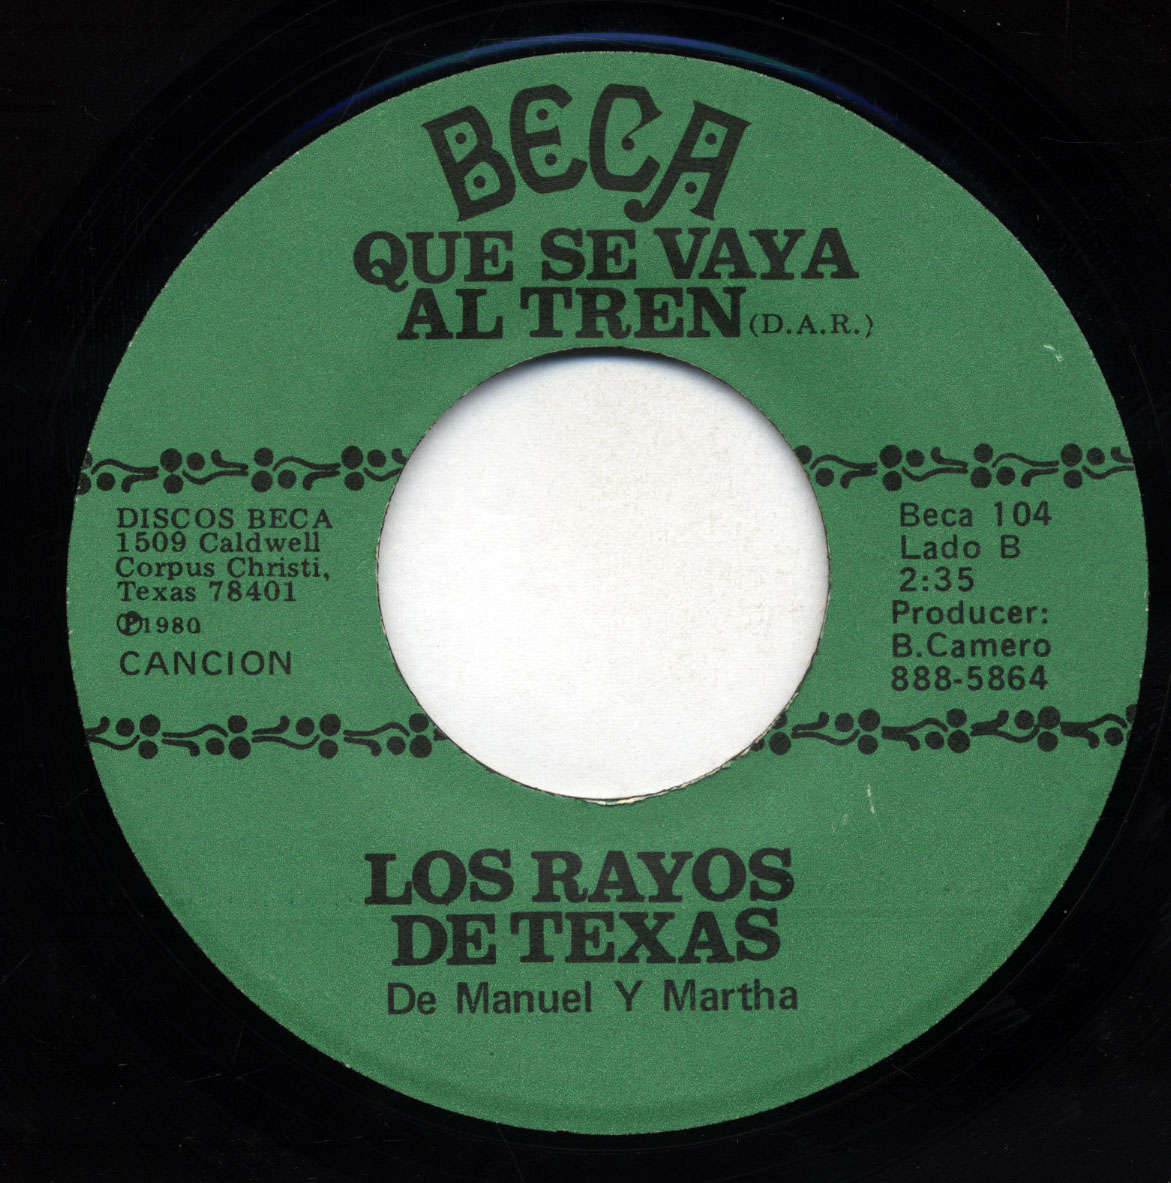 BECA
QUE SE VAYA
AL TREN (D.A.R.)
DISCOS BECA
1509 Caldwell
Corpus Christi,
Texas 78401
Ⓟ1980
CANCION
Beca 104
Lado B
2:35
Producer:
B.Camero
888-5864
LOS RAYOS
DE TEXAS
De Manuel Y Martha